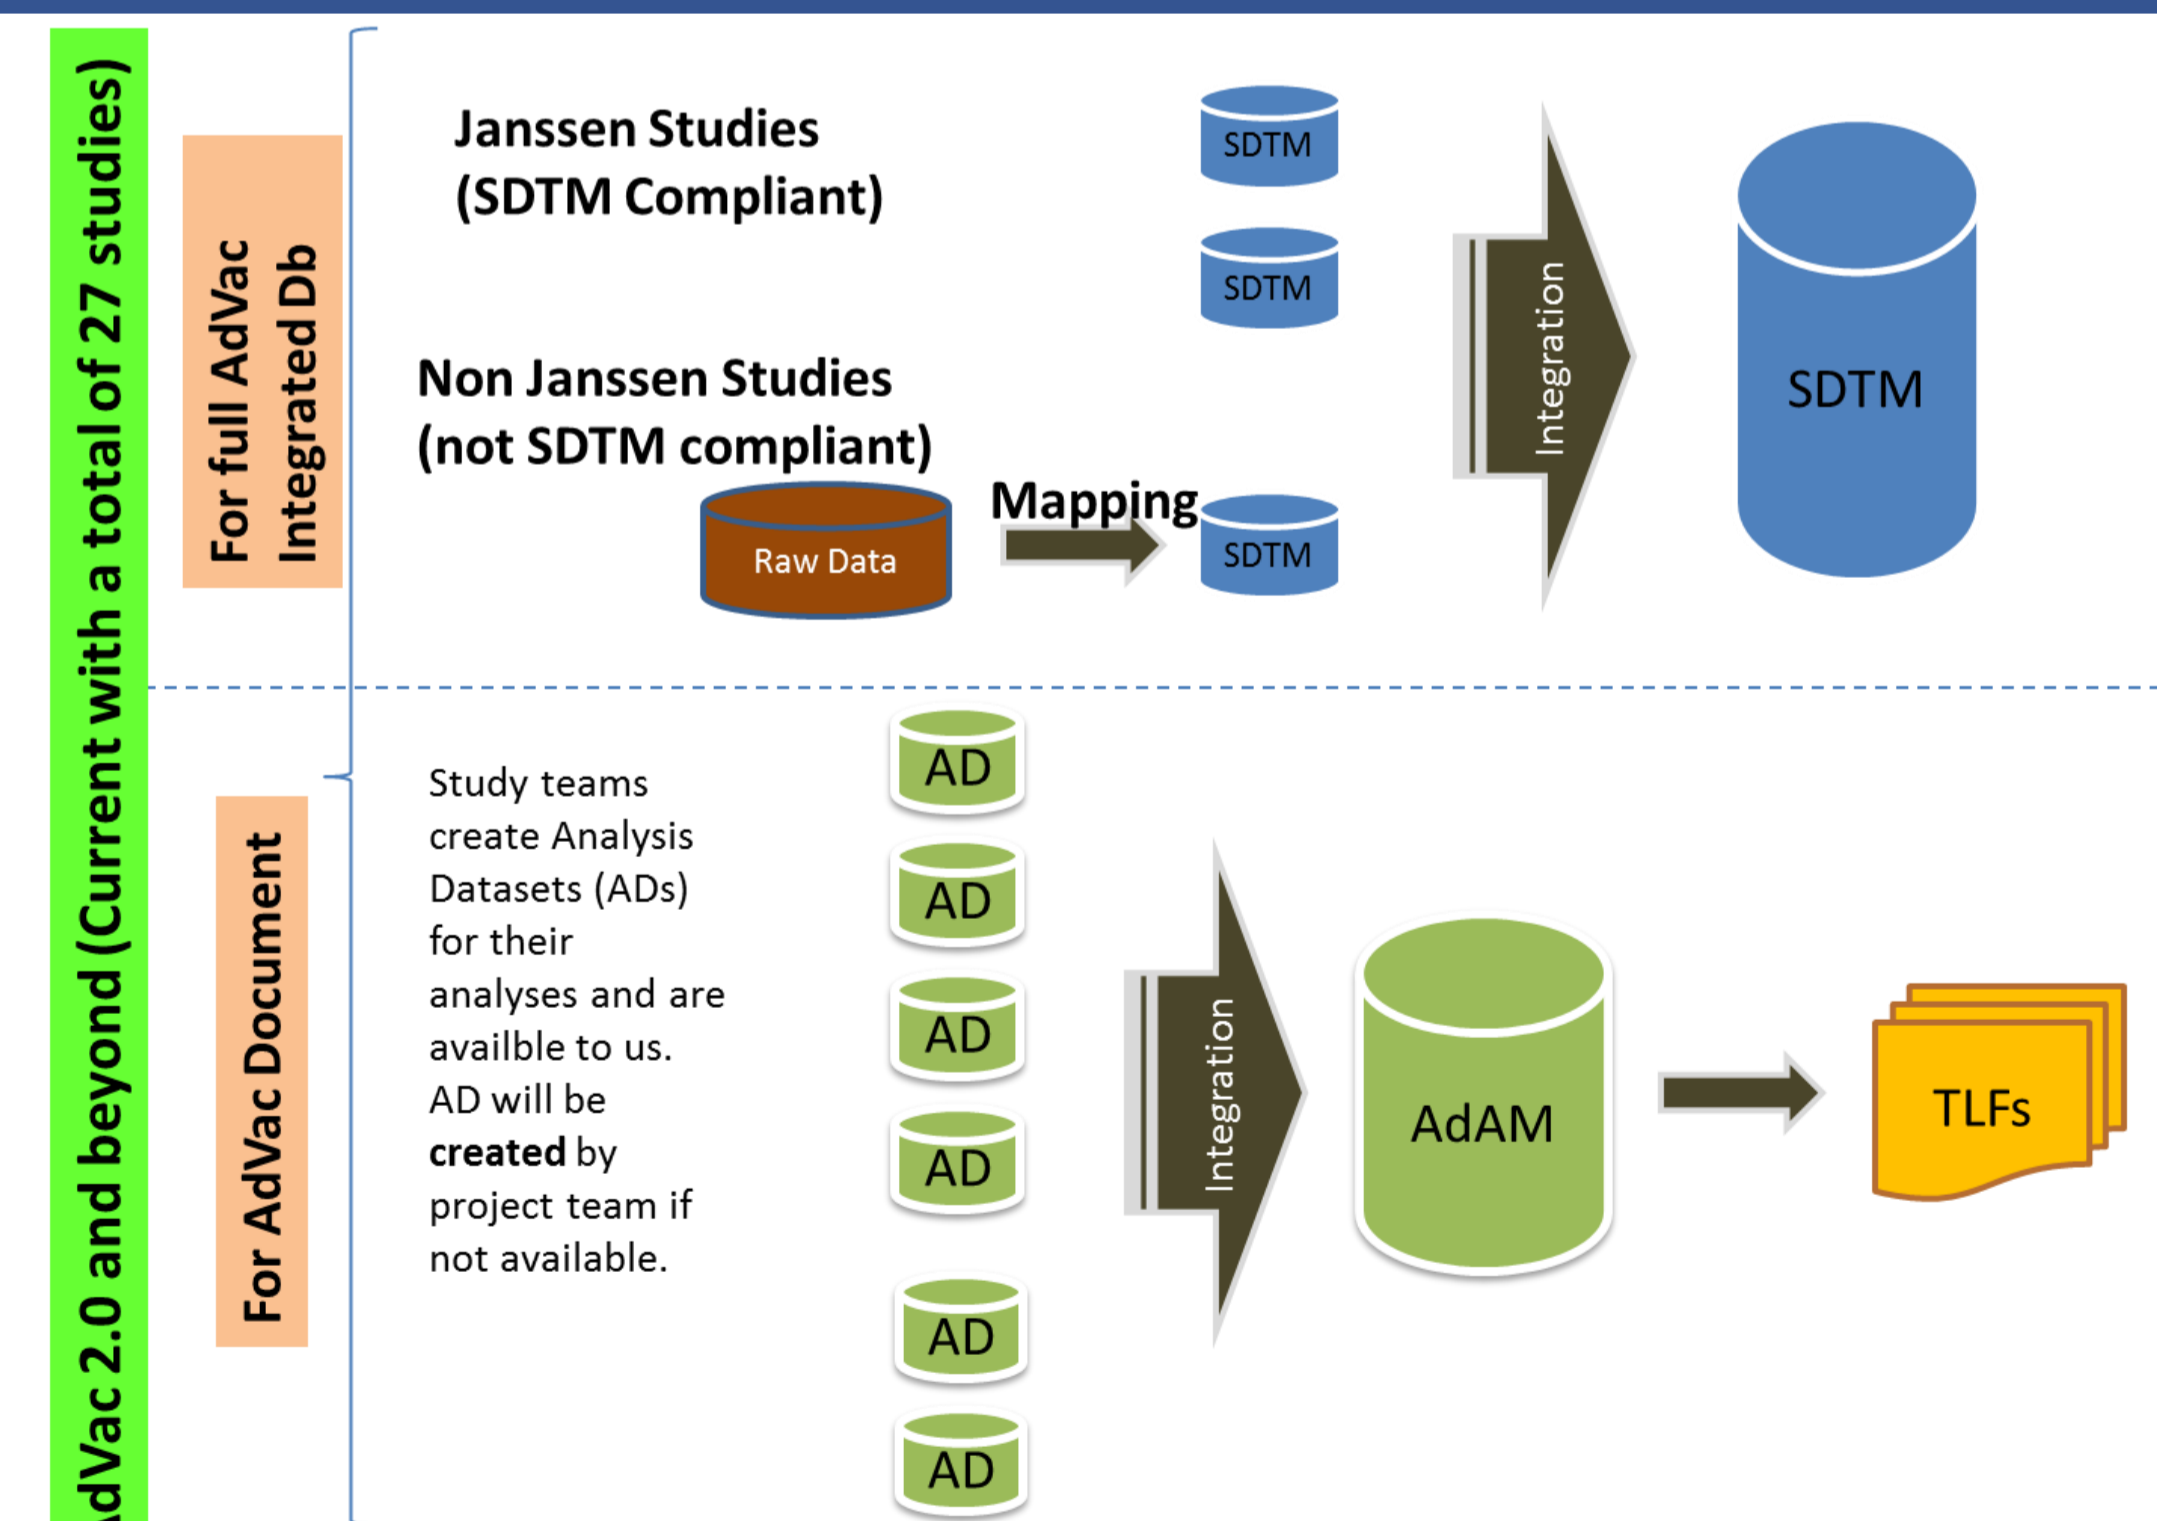 AdVac 2.0 and beyond (Current with a total of 27 studies)
For full AdVac
Integrated Db
Janssen Studies
(SDTM Compliant)
SDTM
SDTM
Non Janssen Studies
(not SDTM compliant)
Raw Data
Mapping
SDTM
Integration
SDTM
For AdVac Document
Study teams
create Analysis
Datasets (ADs)
for their
analyses and are
availble to us.
AD will be
created by
project team if
not available.
AD
AD
AD
AD
AD
AD
Integration
AdAM
TLFs